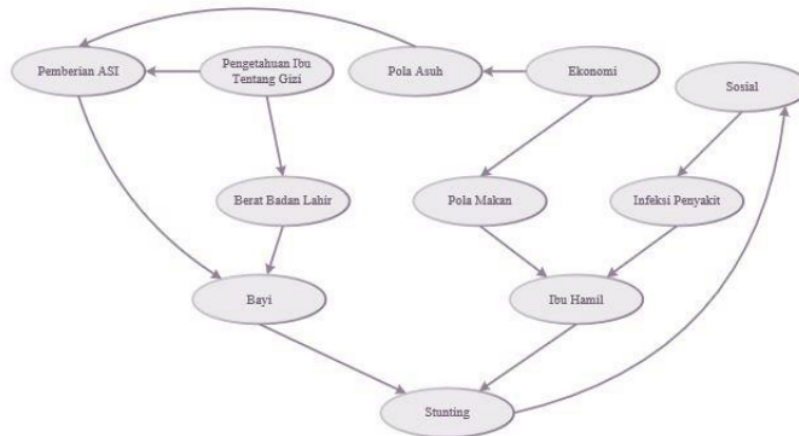 Pemberian ASI
Pengetahuan Ibu
Tentang Gizi
Pola Asuh
Ekonomi
Sosial
Berat Badan Lahir
Pola Makan
Infeksi Penyakit
Bayi
Ibu Hamil
Stunting